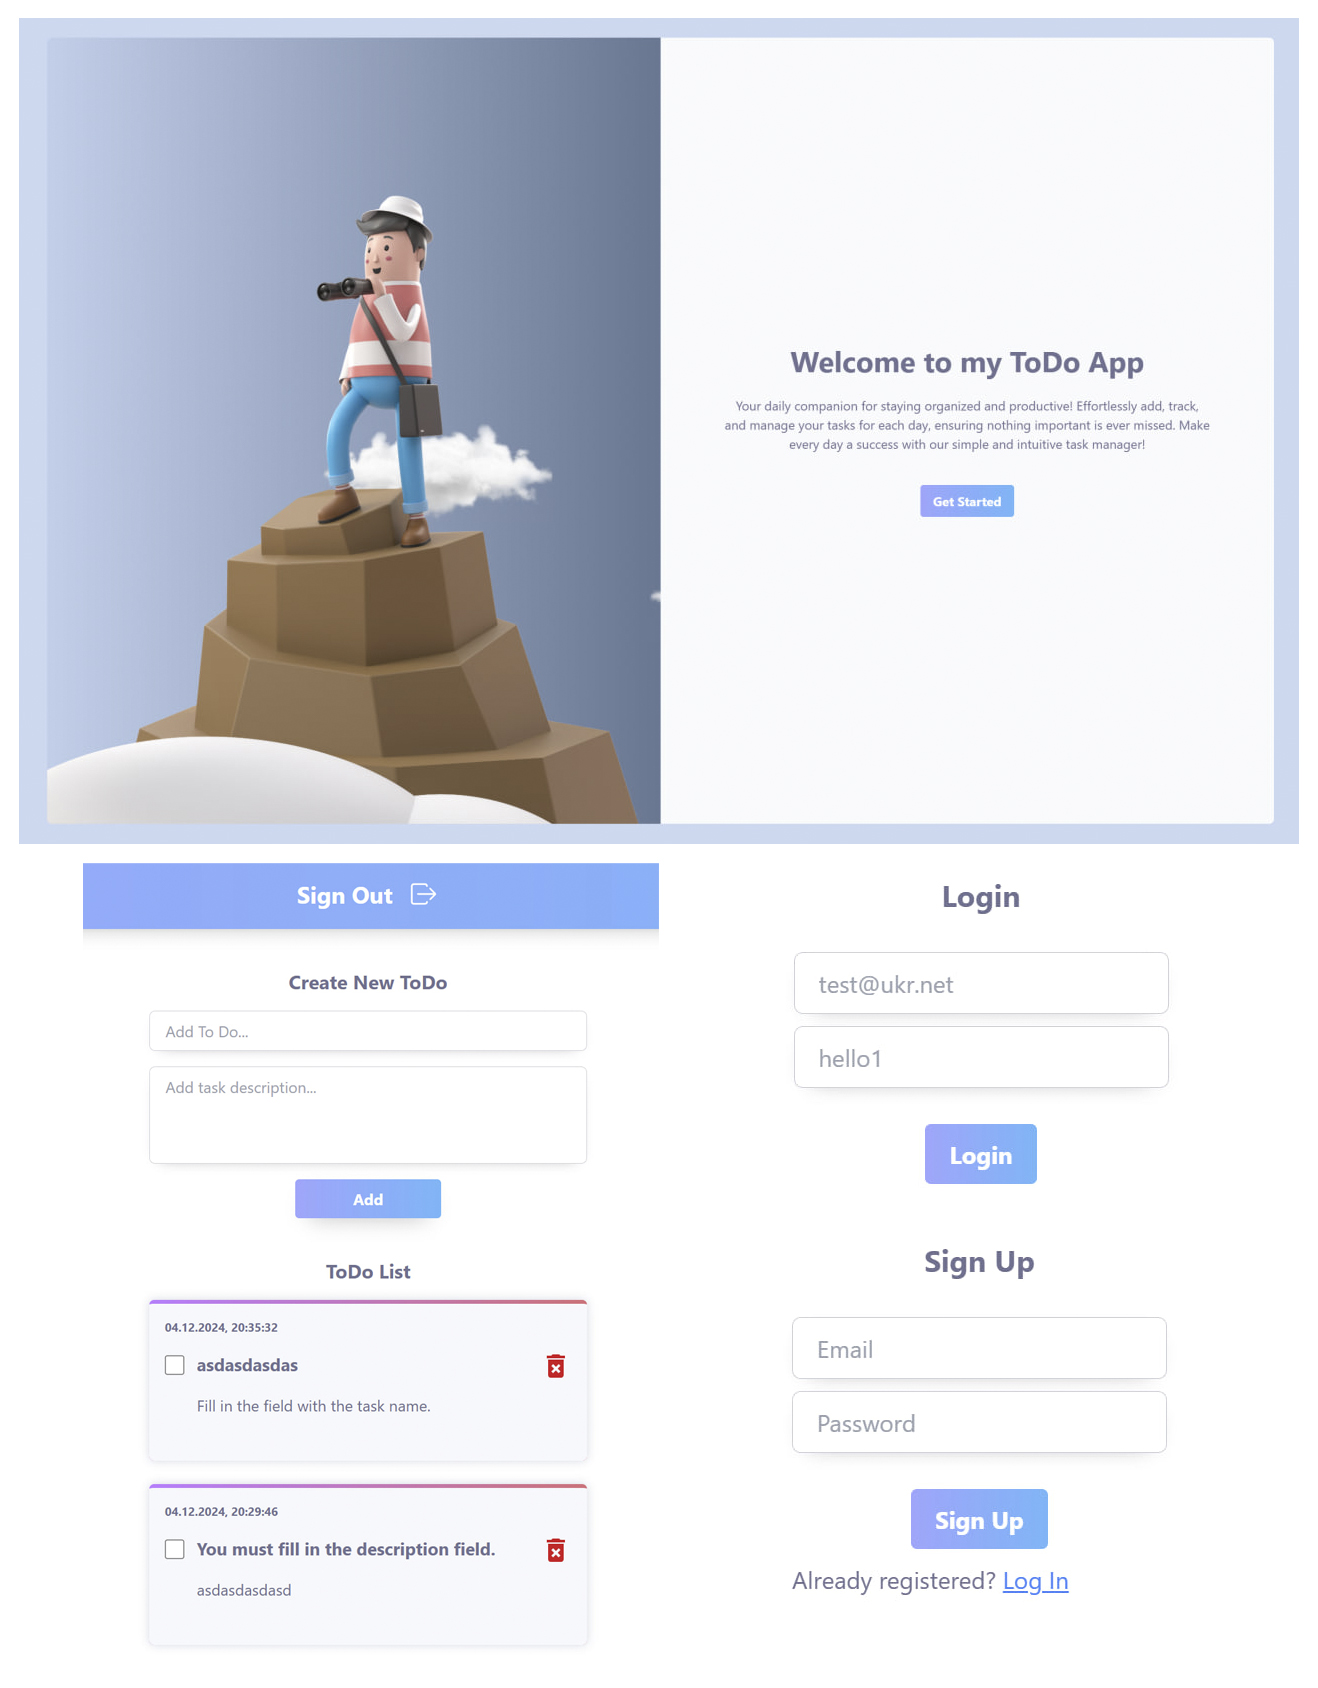 Welcome to my ToDo App
Your daily companion for staying organized and productive! Effortlessly add, track,
and manage your tasks for each day, ensuring nothing important is ever missed. Make
every day a success with our simple and intuitive task manager!
Get Started
Sign Out
Create New ToDo
Add To Do...
Add task description...
Add
ToDo List
04.12.2024, 20:35:32
asdasdasdas
Fill in the field with the task name.
04.12.2024, 20:29:46
You must fill in the description field.
asdasdasdasd
Login
test@ukr.net
hello1
Login
Sign Up
Email
Password
Sign Up
Already registered? Log In